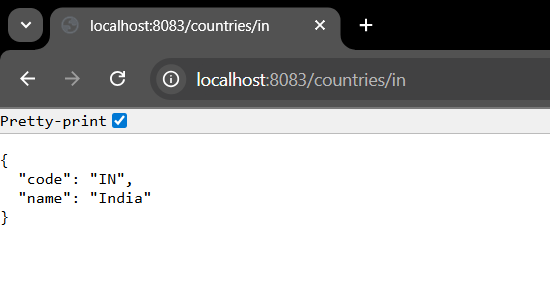 localhost:8083/countries/in
localhost:8083/countries/in
Pretty-print
{
  "code": "IN",
  "name": "India"
}